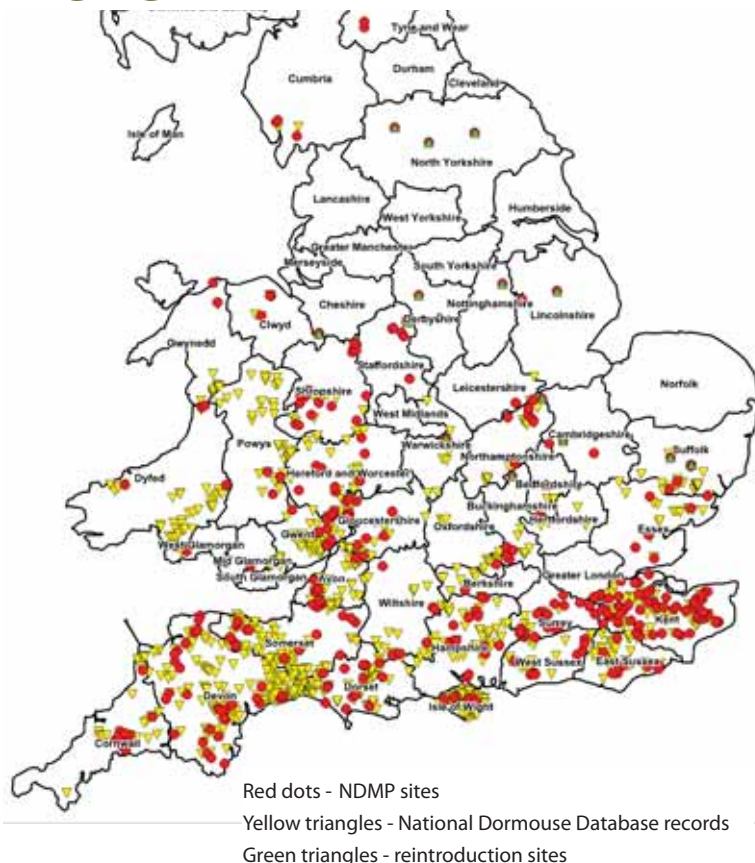 Tyne and Wear
Cumbria
Durham
Cleveland
Isle of Man
North Yorkshire
Lancashire
West Yorkshire
Humberside
Greater Manchester
Merseyside
South Yorkshire
Cheshire
Nottinghamshire
Derbyshire
Lincolnshire
Clwyd
Gwynedd
Staffordshire
Shropshire
Leicestershire
Norfolk
West Midlands
Cambridgeshire
Powys
Warwickshire
Northamptonshire
Suffolk
Hereford and Worcester
Dyfed
Bedfordshire
Buckinghamshire
Gloucestershire
Oxfordshire
Hertfordshire
Essex
Gwent
West Glamorgan
Mid Glamorgan
South Glamorgan
Avon
Berkshire
Greater London
Wiltshire
Kent
Surrey
Somerset
Hampshire
West Sussex
East Sussex
Devon
Dorset
Isle of Wight
Cornwall
Red dots - NDMP sites
Yellow triangles - National Dormouse Database records
Green triangles - reintroduction sites